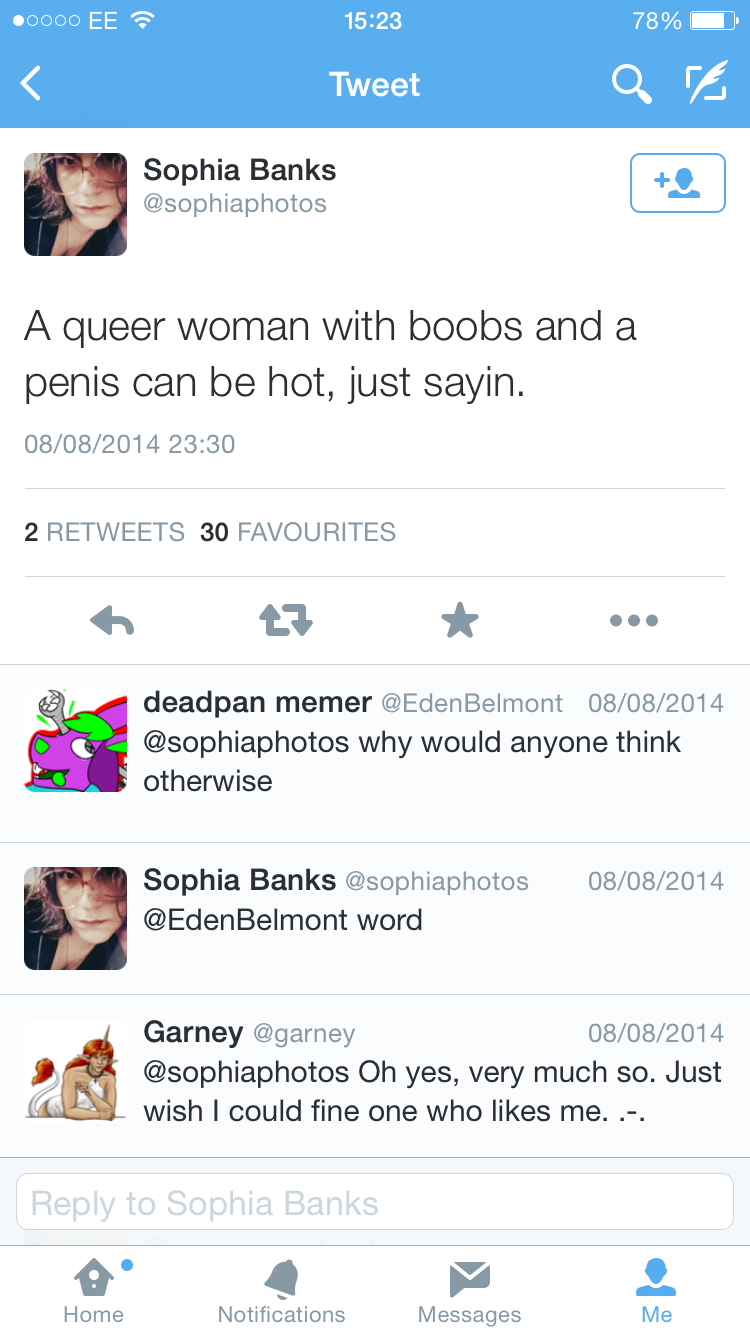 EE 15:23 78%
Tweet
Sophia Banks
@sophiaphotos
A queer woman with boobs and a
penis can be hot, just sayin.
08/08/2014 23:30
2 RETWEETS 30 FAVOURITES
deadpan memer @EdenBelmont 08/08/2014
@sophiaphotos why would anyone think
otherwise
Sophia Banks @sophiaphotos 08/08/2014
@EdenBelmont word
Garney @garney 08/08/2014
@sophiaphotos Oh yes, very much so. Just
wish I could fine one who likes me. .-.
Reply to Sophia Banks
Home Notifications Messages Me